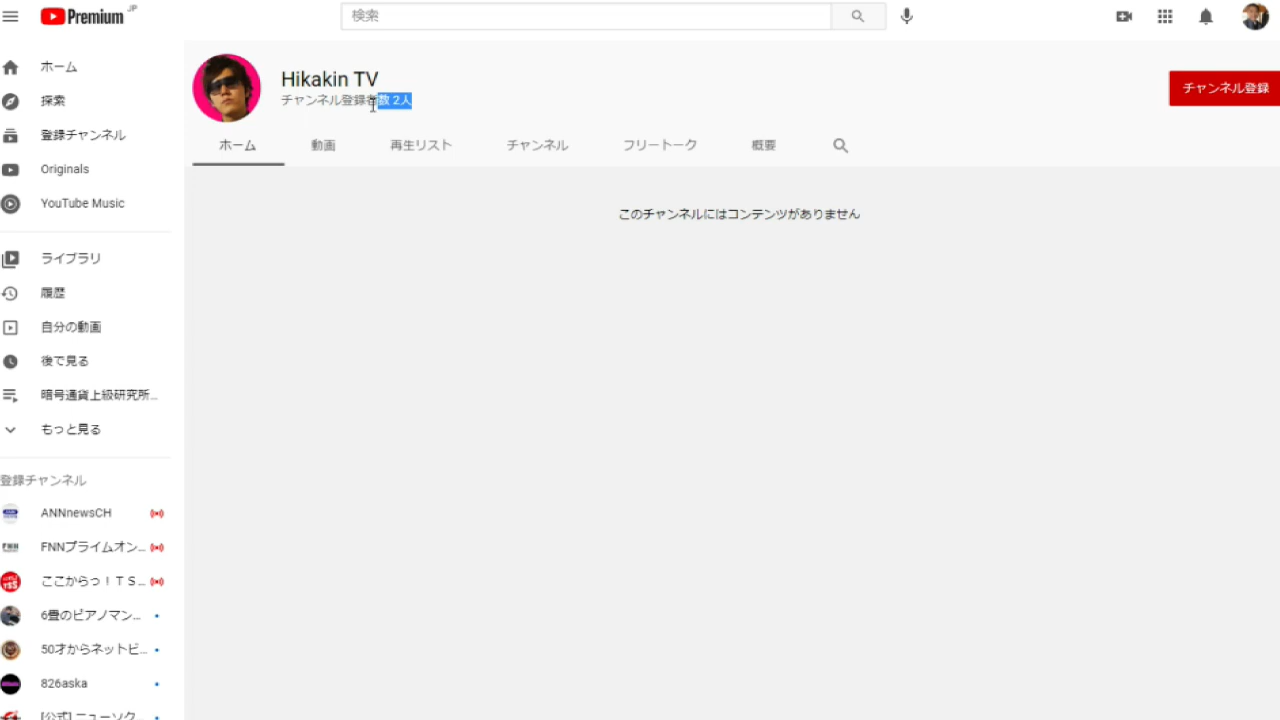 Premium JP
検索
ホーム
探索
登録チャンネル
Originals
YouTube Music
ライブラリ
履歴
自分の動画
後で見る
暗号通貨上級研究所...
もっと見る
登録チャンネル
ANNnewsCH
FNNプライムオン...
ここからっ！ＴＳ...
6畳のピアノマン...
50才からネットビ...
826aska
[公式] ニューソク...
Hikakin TV
チャンネル登録者数 2人
チャンネル登録
ホーム 動画 再生リスト チャンネル フリートーク 概要
このチャンネルにはコンテンツがありません